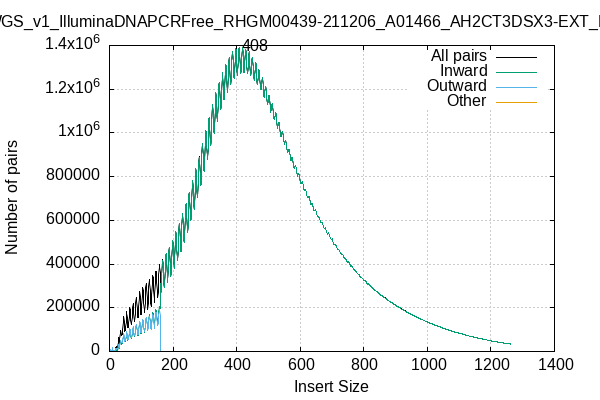 WGS_v1_IlluminaDNAPCRFree_RHGM00439-211206_A01466_AH2CT3DSX3-EXT_
408
All pairs
Inward
Outward
Other
1.4x10^6
1.2x10^6
1x10^6
800000
600000
400000
200000
0
Number of pairs
0 200 400 600 800 1000 1200 1400
Insert Size